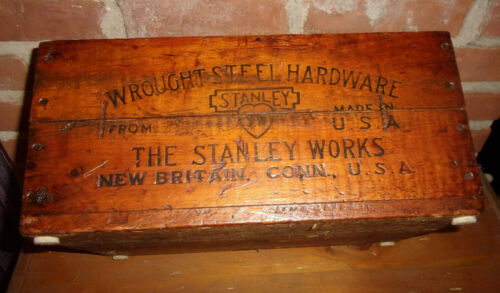 WROUGHT STEEL HARDWARE
STANLEY
MADE IN
FROM U S A
THE STANLEY WORKS
NEW BRITAIN, CONN., U.S.A.